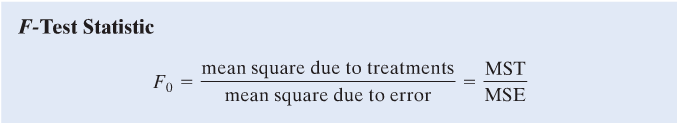 F-Test Statistic
F₀ = mean square due to treatments / mean square due to error = MST / MSE